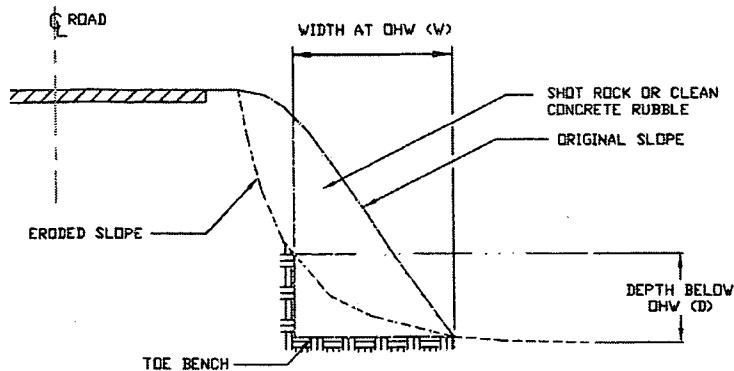 ℄ ROAD
WIDTH AT OHW (W)
SHOT ROCK OR CLEAN
CONCRETE RUBBLE
ORIGINAL SLOPE
ERODED SLOPE
DEPTH BELOW
OHW (D)
TOE BENCH